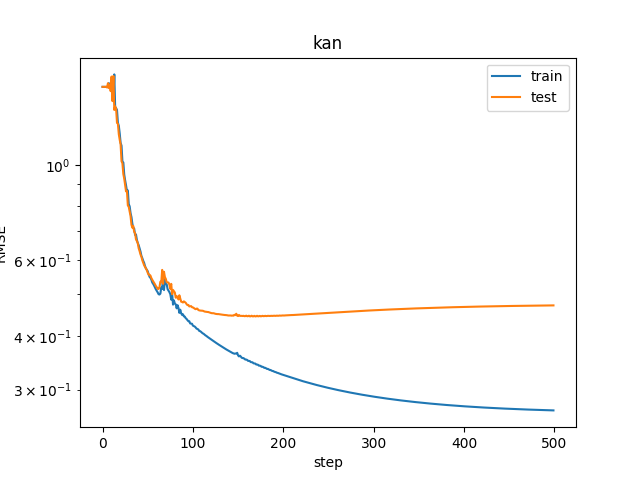 kan
train
test
10⁰
6 × 10⁻¹
4 × 10⁻¹
3 × 10⁻¹
RMSE
0 100 200 300 400 500
step